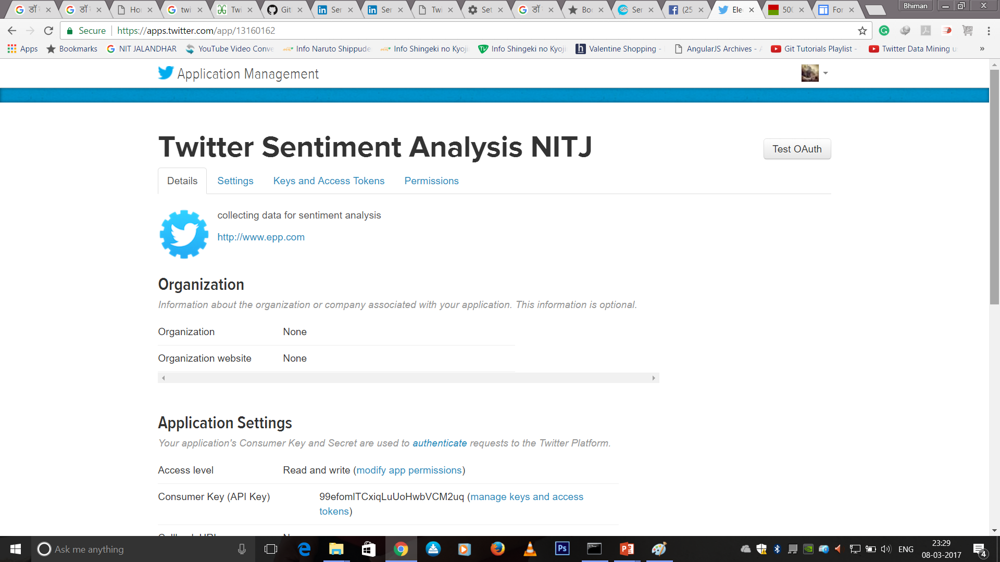 डॉ
डॉ
Ho
twi
Twi
Git
Ser
Ser
Twi
Set
डॉ
Boo
Ser
(25
Ele
500
For
Bhiman
Secure https://apps.twitter.com/app/13160162
Apps Bookmarks NIT JALANDHAR YouTube Video Conve Info Naruto Shippude Info Shingeki no Kyoji Info Shingeki no Kyoji Valentine Shopping - AngularJS Archives - Git Tutorials Playlist - Twitter Data Mining u »
Application Management
Twitter Sentiment Analysis NITJ
Test OAuth
Details Settings Keys and Access Tokens Permissions
collecting data for sentiment analysis
http://www.epp.com
Organization
Information about the organization or company associated with your application. This information is optional.
Organization None
Organization website None
Application Settings
Your application's Consumer Key and Secret are used to authenticate requests to the Twitter Platform.
Access level Read and write (modify app permissions)
Consumer Key (API Key) 99efomlTCxiqLuUoHwbVCM2uq (manage keys and access
tokens)
Ask me anything
ENG
23:29
08-03-2017
4